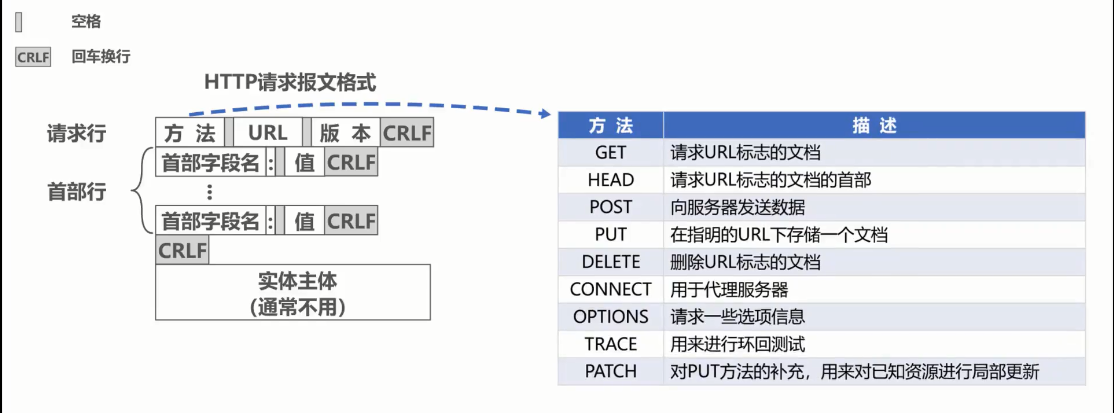 空格
CRLF 回车换行
HTTP请求报文格式
请求行 方法 URL 版本 CRLF
首部行
首部字段名: 值 CRLF
⋮
首部字段名: 值 CRLF
CRLF
实体主体
(通常不用)
方法 描述
GET 请求URL标志的文档
HEAD 请求URL标志的文档的首部
POST 向服务器发送数据
PUT 在指明的URL下存储一个文档
DELETE 删除URL标志的文档
CONNECT 用于代理服务器
OPTIONS 请求一些选项信息
TRACE 用来进行环回测试
PATCH 对PUT方法的补充，用来对已知资源进行局部更新